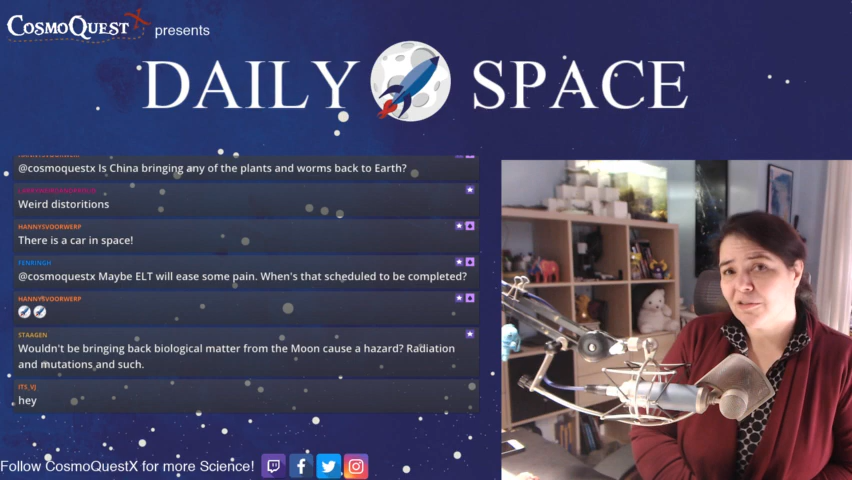 COSMOQUEST X presents
DAILY SPACE
@cosmoquestx Is China bringing any of the plants and worms back to Earth?
Weird distoritions
HANNYSVOORWERP
There is a car in space!
FENRINGH
@cosmoquestx Maybe ELT will ease some pain. When's that scheduled to be completed?
HANNYSVOORWERP
STAAGEN
Wouldn't be bringing back biological matter from the Moon cause a hazard? Radiation
and mutations and such.
ITS_VJ
hey
Follow CosmoQuestX for more Science!